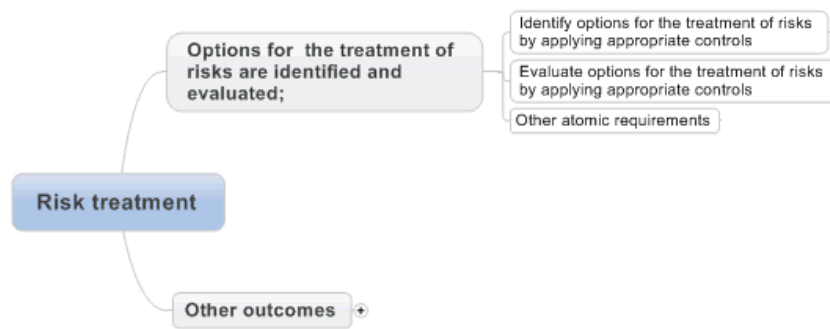 Identify options for the treatment of risks
by applying appropriate controls
Options for the treatment of
risks are identified and
evaluated;
Evaluate options for the treatment of risks
by applying appropriate controls
Other atomic requirements
Risk treatment
Other outcomes